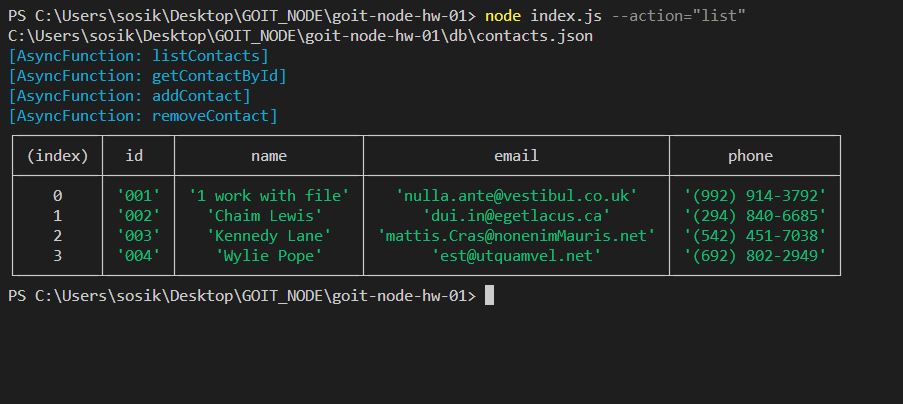 PS C:\Users\sosik\Desktop\GOIT_NODE\goit-node-hw-01> node index.js --action="list"
C:\Users\sosik\Desktop\GOIT_NODE\goit-node-hw-01\db\contacts.json
[AsyncFunction: listContacts]
[AsyncFunction: getContactById]
[AsyncFunction: addContact]
[AsyncFunction: removeContact]
(index) id name email phone
0 '001' '1 work with file' 'nulla.ante@vestibul.co.uk' '(992) 914-3792'
1 '002' 'Chaim Lewis' 'dui.in@egetlacus.ca' '(294) 840-6685'
2 '003' 'Kennedy Lane' 'mattis.Cras@nonenimMauris.net' '(542) 451-7038'
3 '004' 'Wylie Pope' 'est@utquamvel.net' '(692) 802-2949'
PS C:\Users\sosik\Desktop\GOIT_NODE\goit-node-hw-01>